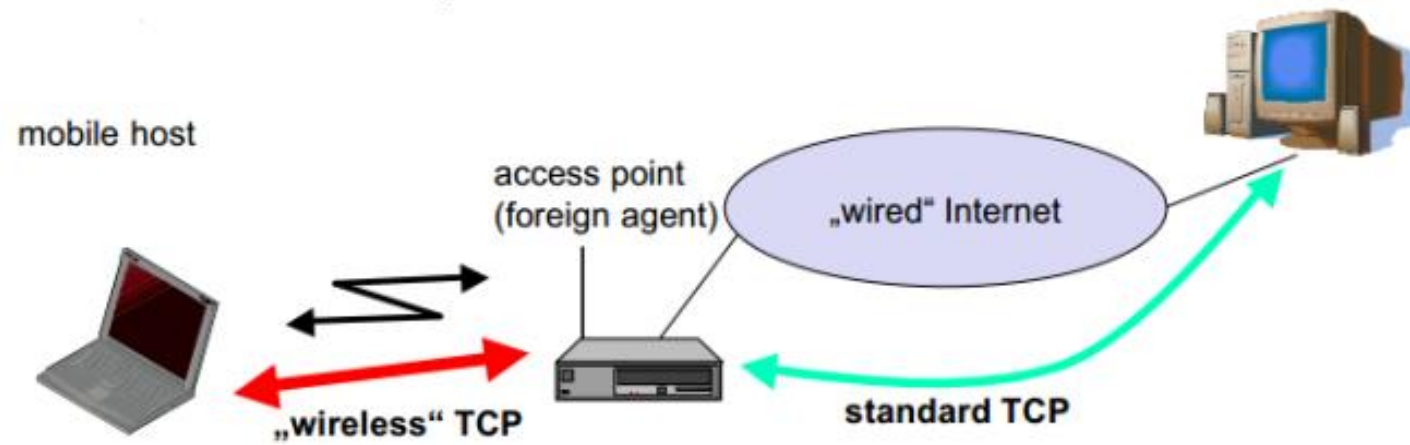 mobile host
access point
(foreign agent)
„wired“ Internet
„wireless“ TCP
standard TCP